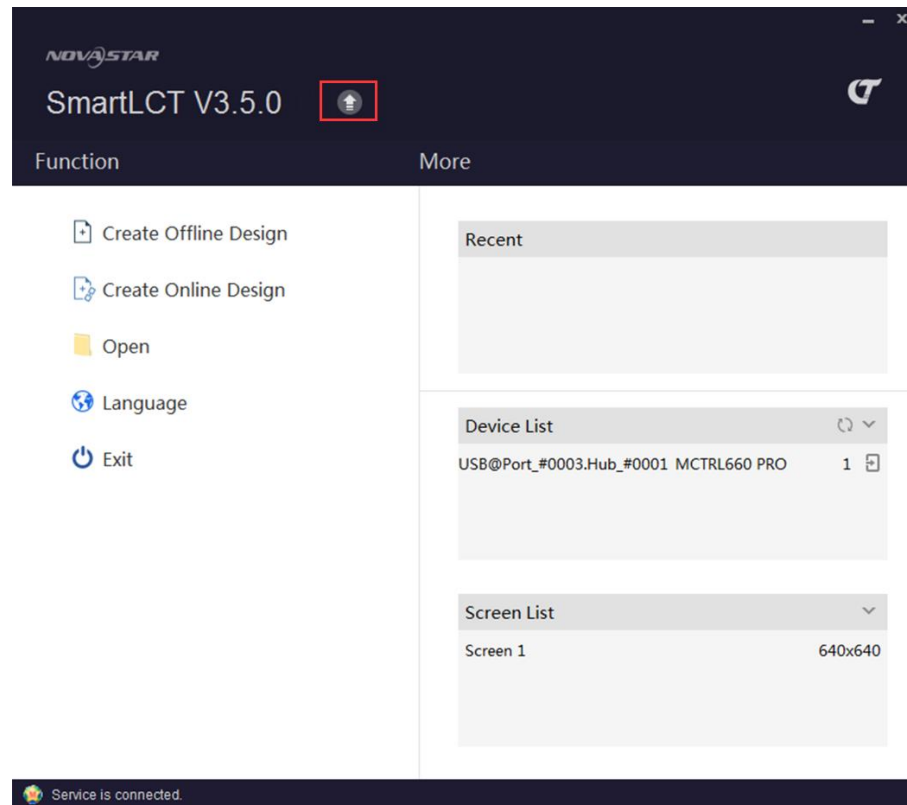 NOVASTAR
SmartLCT V3.5.0
Function
More
Create Offline Design
Create Online Design
Open
Language
Exit
Recent
Device List
USB@Port_#0003.Hub_#0001 MCTRL660 PRO 1
Screen List
Screen 1 640x640
Service is connected.